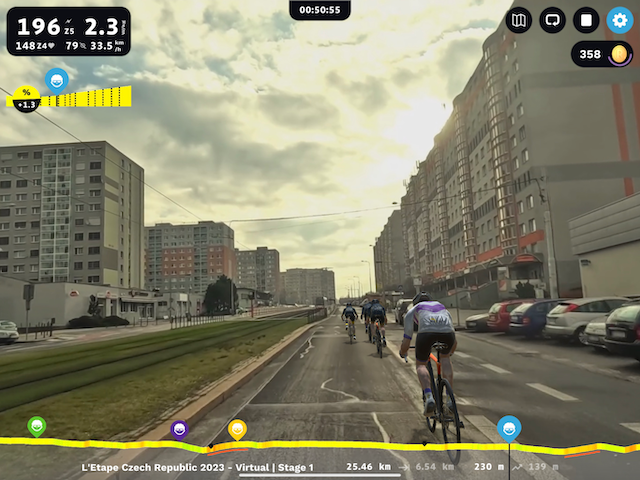 00:50:55
196 Z5 2.3 W/KG
148 Z4 79 33.5 km/h
358
%
+1.3
L'Etape Czech Republic 2023 - Virtual | Stage 1 25.46 km 6.54 km 230 m 139 m